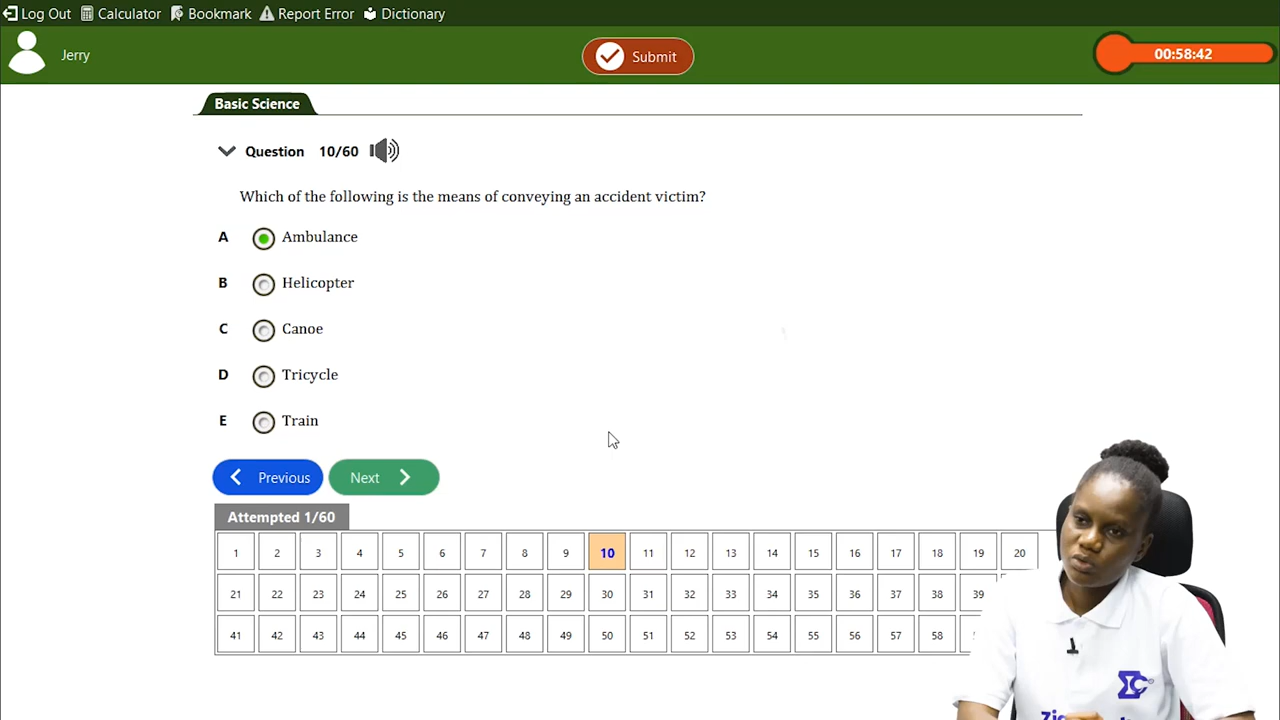 Log Out Calculator Bookmark Report Error Dictionary
Jerry Submit 00:58:42
Basic Science
Question 10/60
Which of the following is the means of conveying an accident victim?
A Ambulance
B Helicopter
C Canoe
D Tricycle
E Train
Previous Next
Attempted 1/60
1 2 3 4 5 6 7 8 9 10 11 12 13 14 15 16 17 18 19 20
21 22 23 24 25 26 27 28 29 30 31 32 33 34 35 36 37 38 39
41 42 43 44 45 46 47 48 49 50 51 52 53 54 55 56 57 58